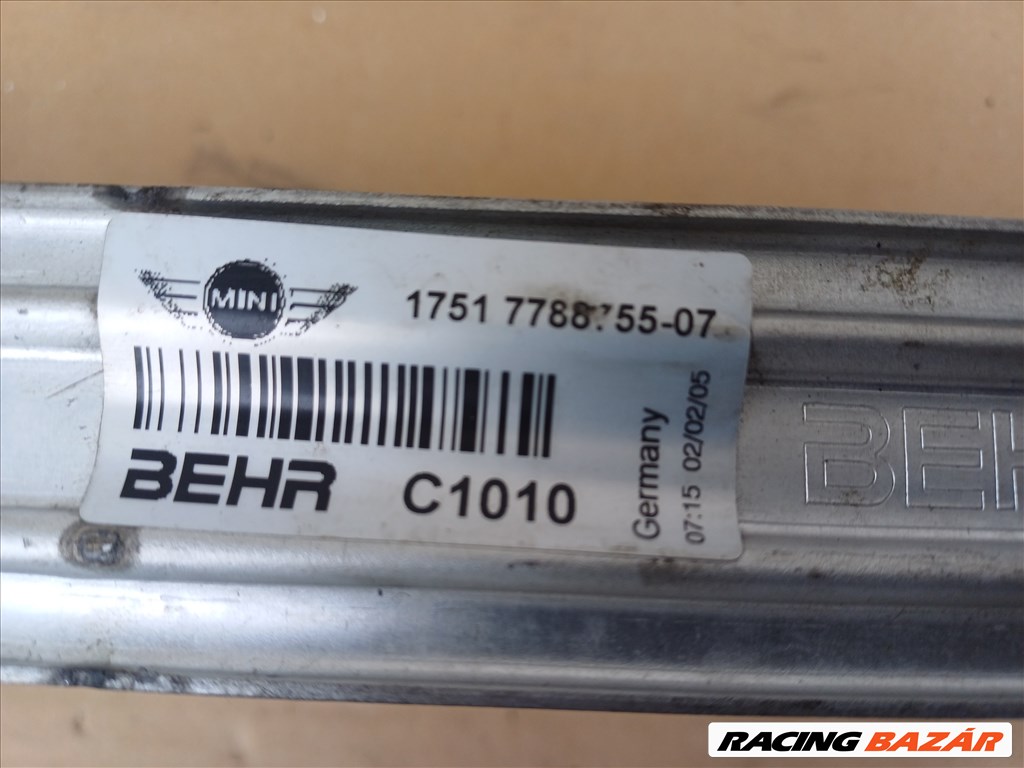 MINI
1751 7788755-07
BEHR
C1010
Germany
07:15 02/02/05
BEH
RACING BAZÁR